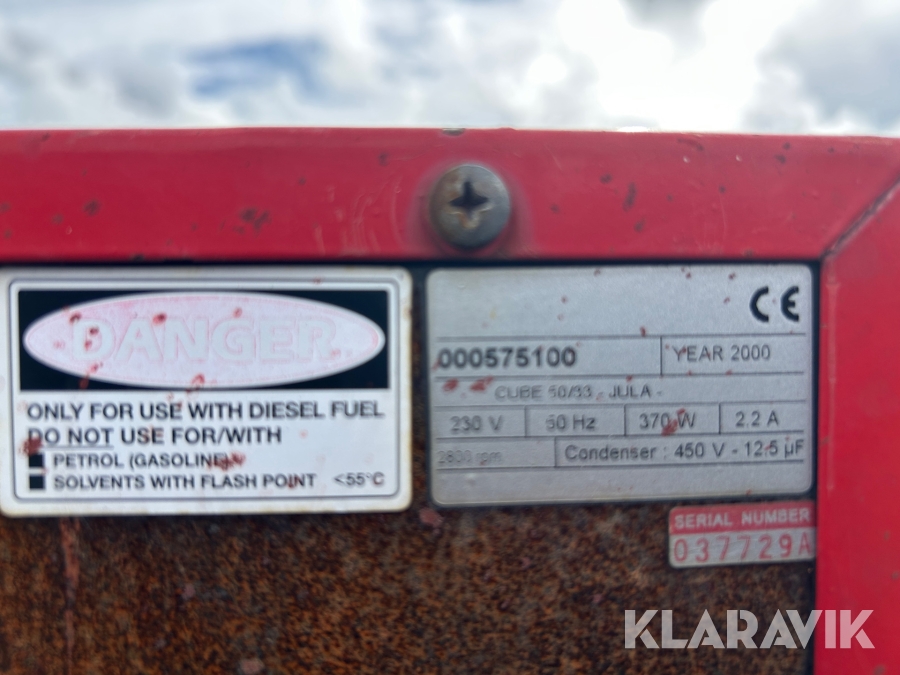 DANGER
ONLY FOR USE WITH DIESEL FUEL
DO NOT USE FOR/WITH
PETROL (GASOLINE)
SOLVENTS WITH FLASH POINT <55°C
CE
000575100 YEAR 2000
CUBE 50/33 - JULA -
230 V 50 Hz 370 W 2.2 A
2800 rpm Condenser : 450 V - 12.5 µF
SERIAL NUMBER
037729A
KLARAVIK